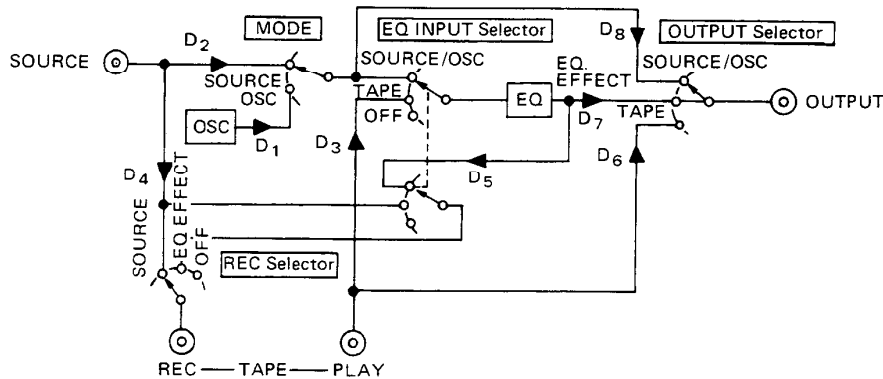 MODE
EQ INPUT Selector
D8
OUTPUT Selector
SOURCE
D2
SOURCE
OSC
SOURCE/OSC
TAPE
OFF
EQ.
EFFECT
EQ
D7
SOURCE/OSC
TAPE
OUTPUT
OSC
D1
D3
D5
D6
D4
SOURCE
EQ EFFECT
OFF
REC Selector
REC — TAPE — PLAY